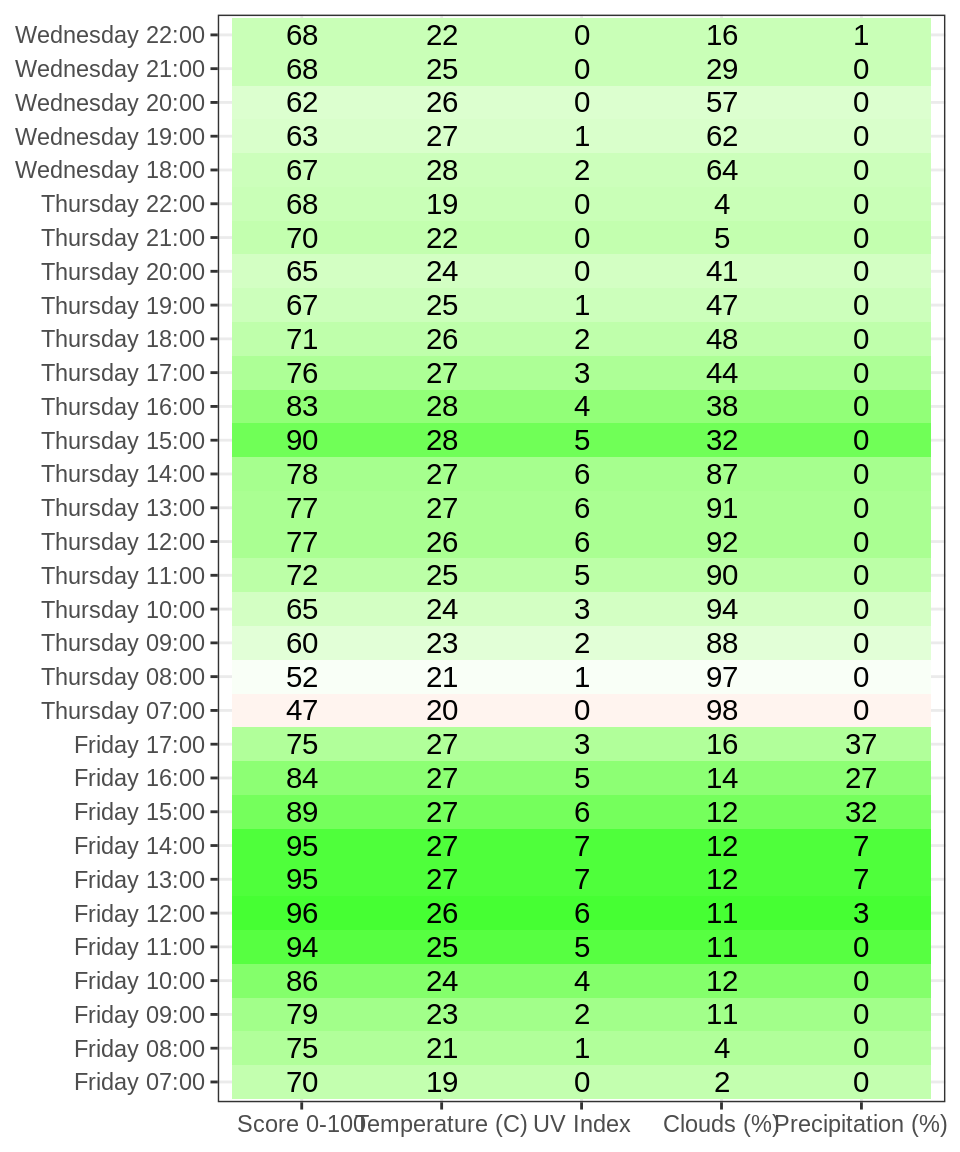 Wednesday 22:00 68 22 0 16 1
Wednesday 21:00 68 25 0 29 0
Wednesday 20:00 62 26 0 57 0
Wednesday 19:00 63 27 1 62 0
Wednesday 18:00 67 28 2 64 0
Thursday 22:00 68 19 0 4 0
Thursday 21:00 70 22 0 5 0
Thursday 20:00 65 24 0 41 0
Thursday 19:00 67 25 1 47 0
Thursday 18:00 71 26 2 48 0
Thursday 17:00 76 27 3 44 0
Thursday 16:00 83 28 4 38 0
Thursday 15:00 90 28 5 32 0
Thursday 14:00 78 27 6 87 0
Thursday 13:00 77 27 6 91 0
Thursday 12:00 77 26 6 92 0
Thursday 11:00 72 25 5 90 0
Thursday 10:00 65 24 3 94 0
Thursday 09:00 60 23 2 88 0
Thursday 08:00 52 21 1 97 0
Thursday 07:00 47 20 0 98 0
Friday 17:00 75 27 3 16 37
Friday 16:00 84 27 5 14 27
Friday 15:00 89 27 6 12 32
Friday 14:00 95 27 7 12 7
Friday 13:00 95 27 7 12 7
Friday 12:00 96 26 6 11 3
Friday 11:00 94 25 5 11 0
Friday 10:00 86 24 4 12 0
Friday 09:00 79 23 2 11 0
Friday 08:00 75 21 1 4 0
Friday 07:00 70 19 0 2 0
Score 0-100 Temperature (C) UV Index Clouds (%) Precipitation (%)